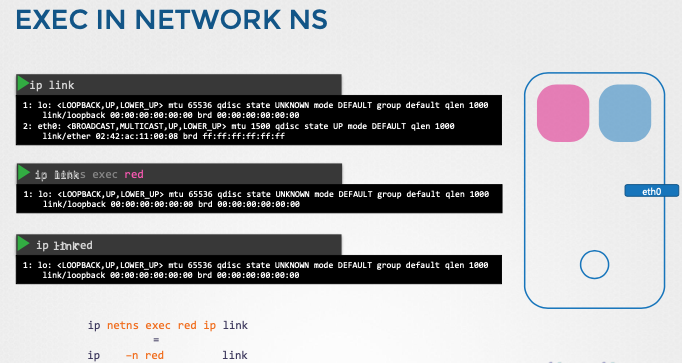 EXEC IN NETWORK NS
ip link
1: lo: <LOOPBACK,UP,LOWER_UP> mtu 65536 qdisc state UNKNOWN mode DEFAULT group default qlen 1000
link/loopback 00:00:00:00:00:00 brd 00:00:00:00:00:00
2: eth0: <BROADCAST,MULTICAST,UP,LOWER_UP> mtu 1500 qdisc state UP mode DEFAULT qlen 1000
link/ether 02:42:ac:11:00:08 brd ff:ff:ff:ff:ff:ff
ip exec red
1: lo: <LOOPBACK,UP,LOWER_UP> mtu 65536 qdisc state UNKNOWN mode DEFAULT group default qlen 1000
link/loopback 00:00:00:00:00:00 brd 00:00:00:00:00:00
eth0
ip red
1: lo: <LOOPBACK,UP,LOWER_UP> mtu 65536 qdisc state UNKNOWN mode DEFAULT group default qlen 1000
link/loopback 00:00:00:00:00:00 brd 00:00:00:00:00:00
ip netns exec red ip link
=
ip -n red link